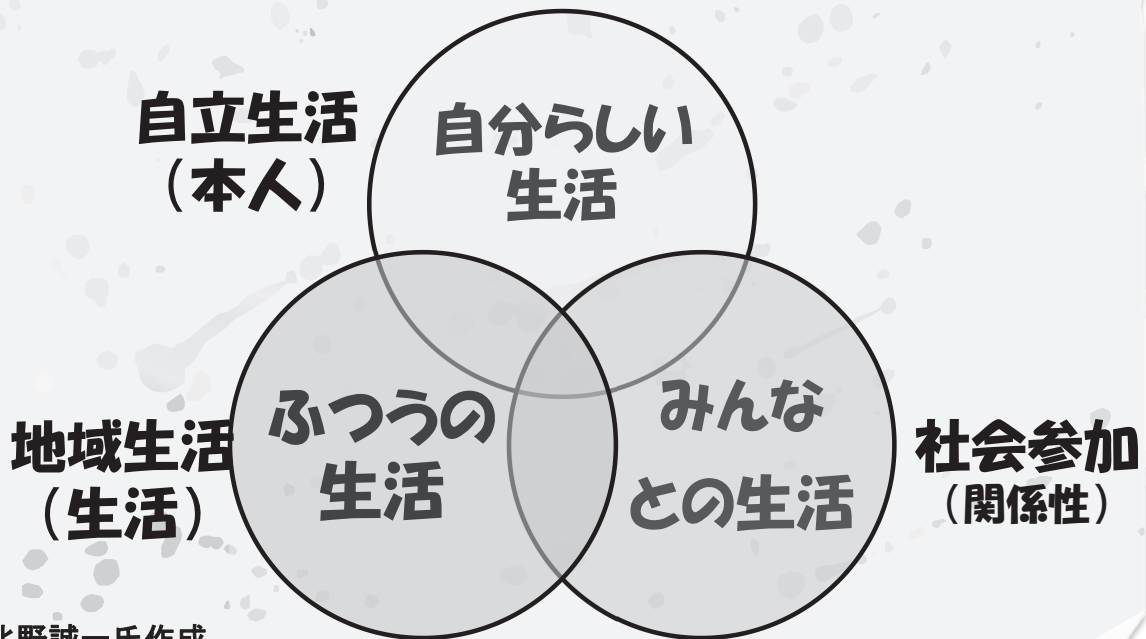 自立生活
（本人）
自分らしい
生活
地域生活
（生活）
ふつうの
生活
みんな
との生活
社会参加
（関係性）
北野誠一氏作成